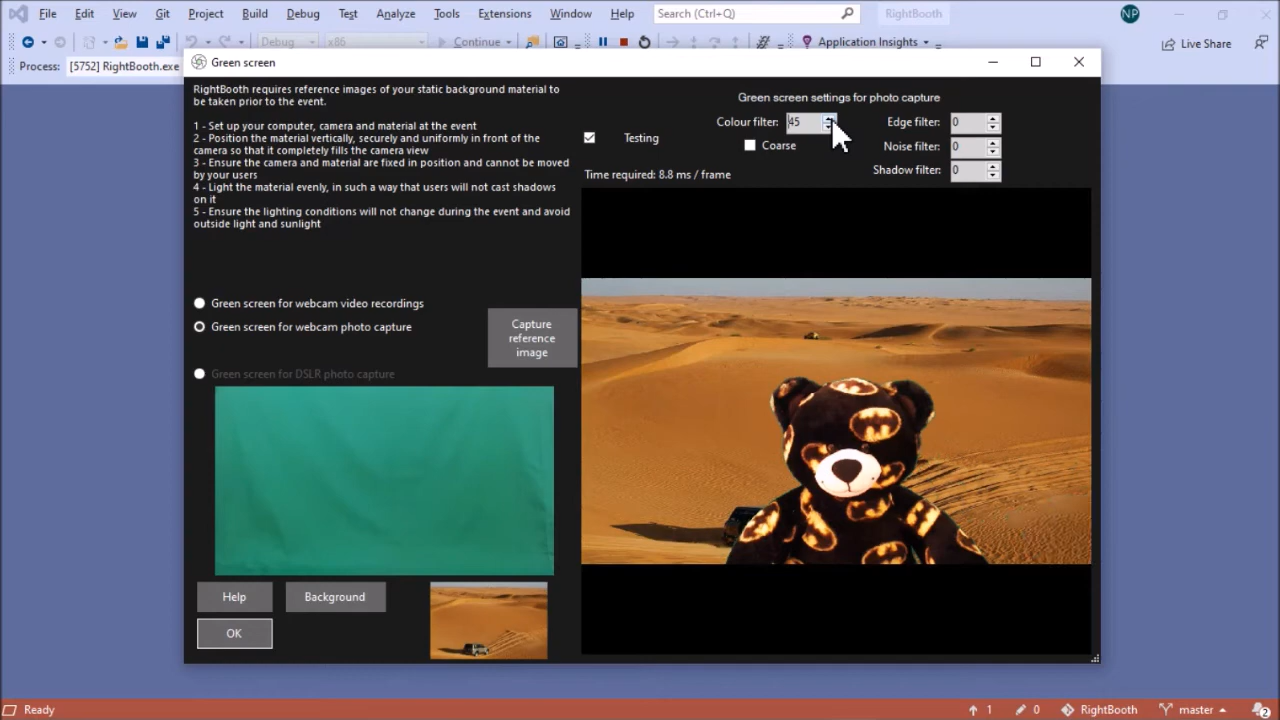 File Edit View Git Project Build Debug Test Analyze Tools Extensions Window Help Search (Ctrl+Q) RightBooth NP
Debug x86 Continue Application Insights Live Share
Process: [5752] RightBooth.exe
Green screen
RightBooth requires reference images of your static background material to
be taken prior to the event.
1 - Set up your computer, camera and material at the event
2 - Position the material vertically, securely and uniformly in front of the
camera so that it completely fills the camera view
3 - Ensure the camera and material are fixed in position and cannot be moved
by your users
4 - Light the material evenly, in such a way that users will not cast shadows
on it
5 - Ensure the lighting conditions will not change during the event and avoid
outside light and sunlight
Green screen settings for photo capture
Colour filter: 45 Edge filter: 0
Testing
Coarse Noise filter: 0
Shadow filter: 0
Time required: 8.8 ms / frame
Green screen for webcam video recordings
Green screen for webcam photo capture
Capture
reference
image
Green screen for DSLR photo capture
Help Background
OK
Ready 1 0 RightBooth master 2